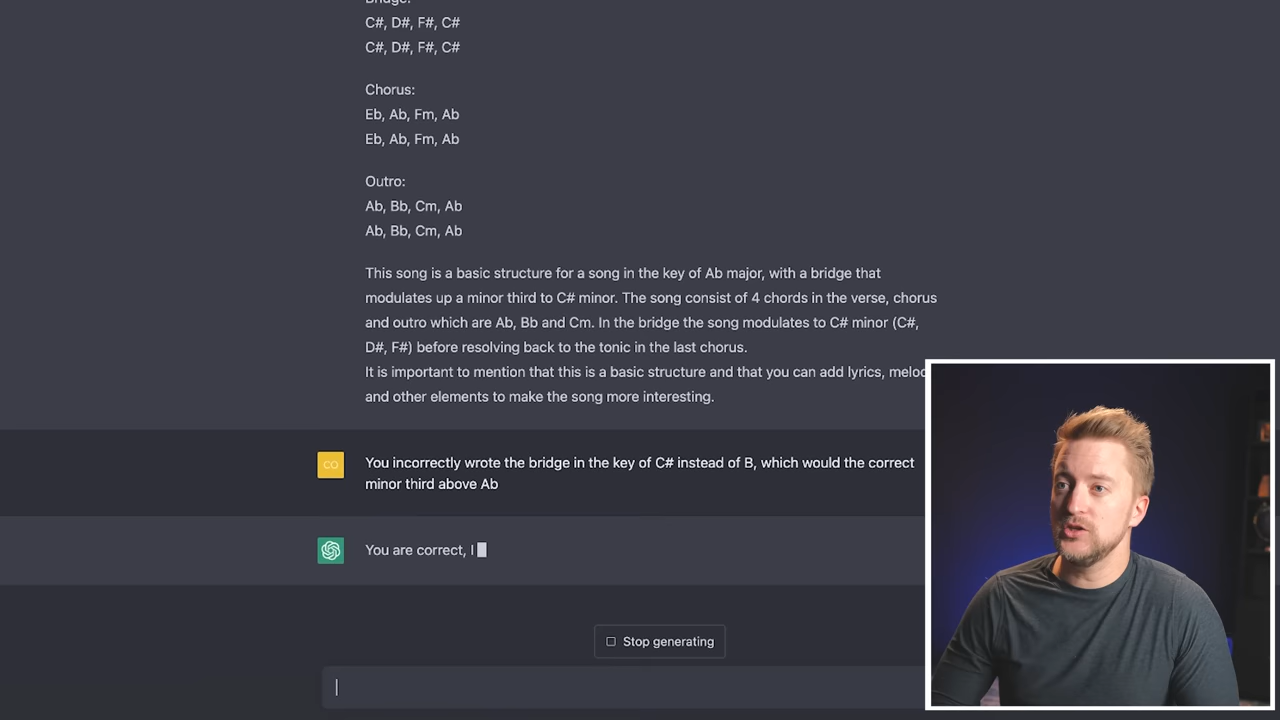 Bridge:
C#, D#, F#, C#
C#, D#, F#, C#
Chorus:
Eb, Ab, Fm, Ab
Eb, Ab, Fm, Ab
Outro:
Ab, Bb, Cm, Ab
Ab, Bb, Cm, Ab
This song is a basic structure for a song in the key of Ab major, with a bridge that
modulates up a minor third to C# minor. The song consist of 4 chords in the verse, chorus
and outro which are Ab, Bb and Cm. In the bridge the song modulates to C# minor (C#,
D#, F#) before resolving back to the tonic in the last chorus.
It is important to mention that this is a basic structure and that you can add lyrics,
and other elements to make the song more interesting.
CO
You incorrectly wrote the bridge in the key of C# instead of B, which would the correct
minor third above Ab
You are correct, I
Stop generating